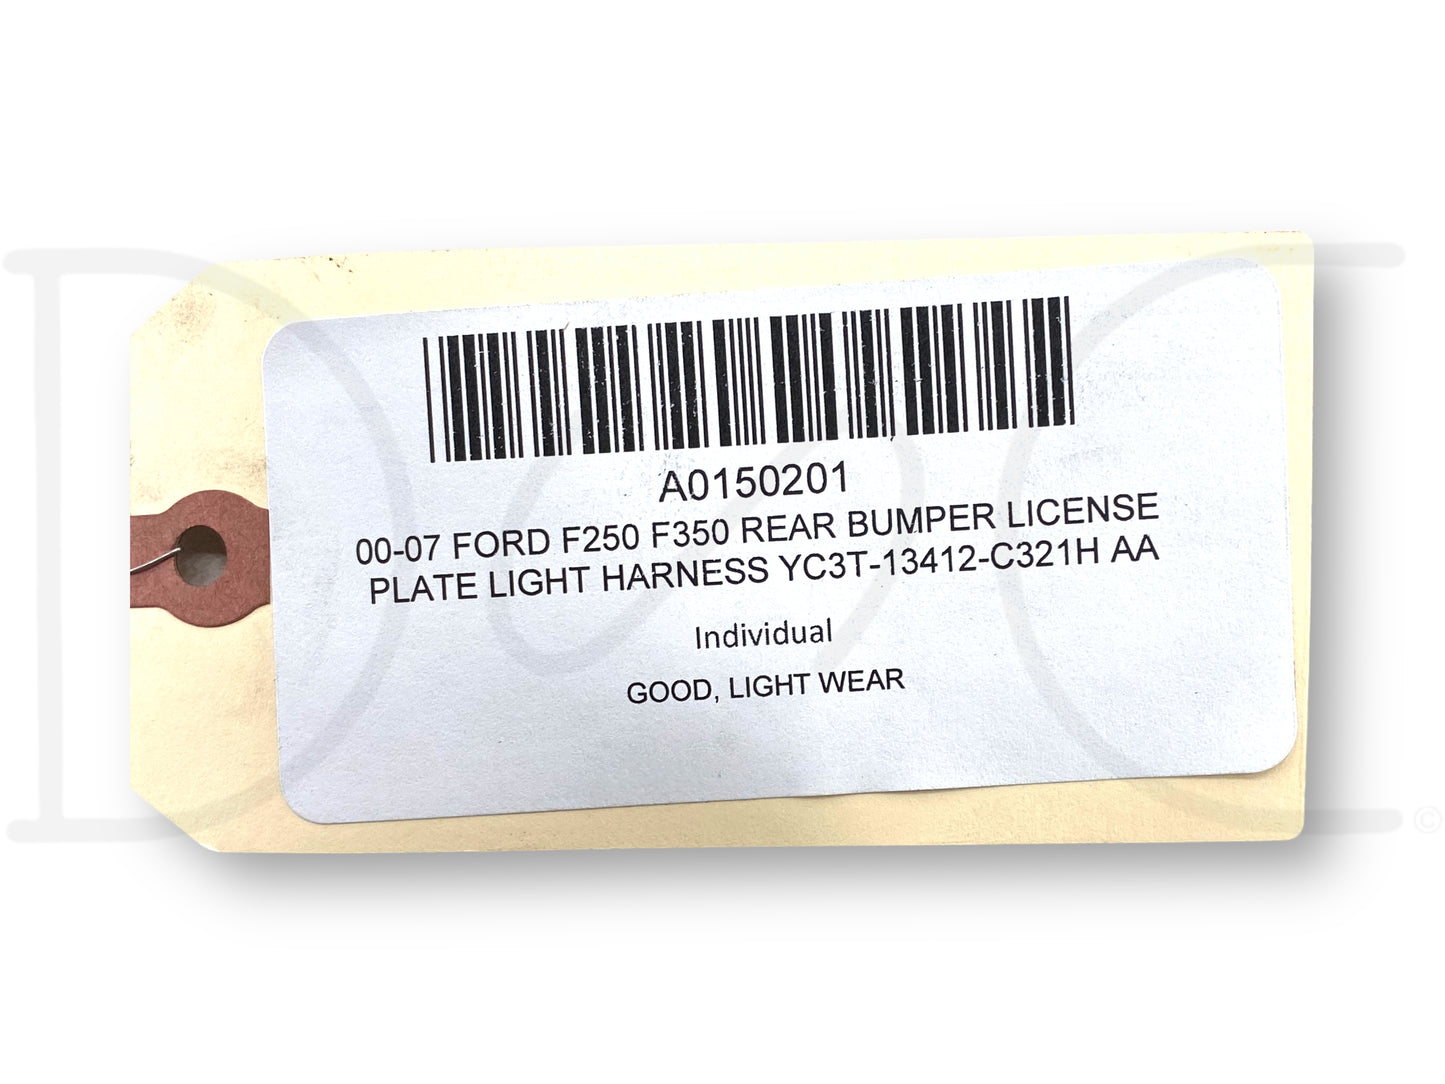 A0150201
00-07 FORD F250 F350 REAR BUMPER LICENSE
PLATE LIGHT HARNESS YC3T-13412-C321H AA
Individual
GOOD, LIGHT WEAR
©